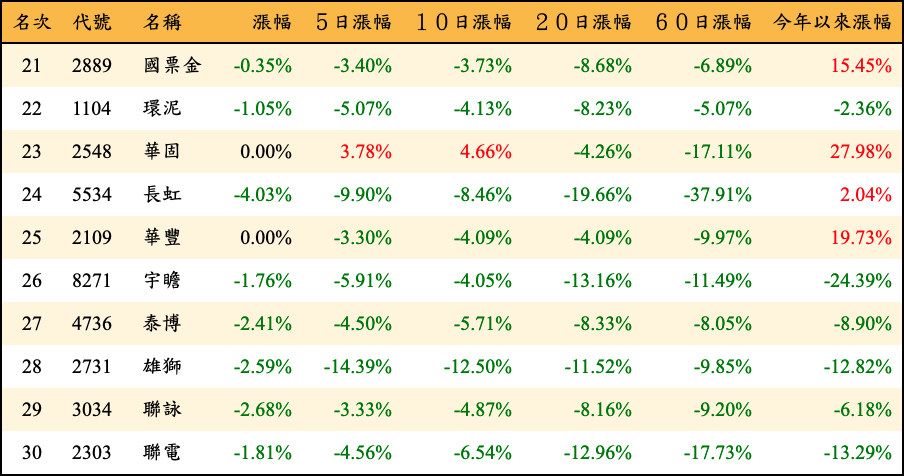 名次 代號 名稱 漲幅 5日漲幅 10日漲幅 20日漲幅 60日漲幅 今年以來漲幅
21 2889 國票金 -0.35% -3.40% -3.73% -8.68% -6.89% 15.45%
22 1104 環泥 -1.05% -5.07% -4.13% -8.23% -5.07% -2.36%
23 2548 華固 0.00% 3.78% 4.66% -4.26% -17.11% 27.98%
24 5534 長虹 -4.03% -9.90% -8.46% -19.66% -37.91% 2.04%
25 2109 華豐 0.00% -3.30% -4.09% -4.09% -9.97% 19.73%
26 8271 宇瞻 -1.76% -5.91% -4.05% -13.16% -11.49% -24.39%
27 4736 泰博 -2.41% -4.50% -5.71% -8.33% -8.05% -8.90%
28 2731 雄獅 -2.59% -14.39% -12.50% -11.52% -9.85% -12.82%
29 3034 聯詠 -2.68% -3.33% -4.87% -8.16% -9.20% -6.18%
30 2303 聯電 -1.81% -4.56% -6.54% -12.96% -17.73% -13.29%